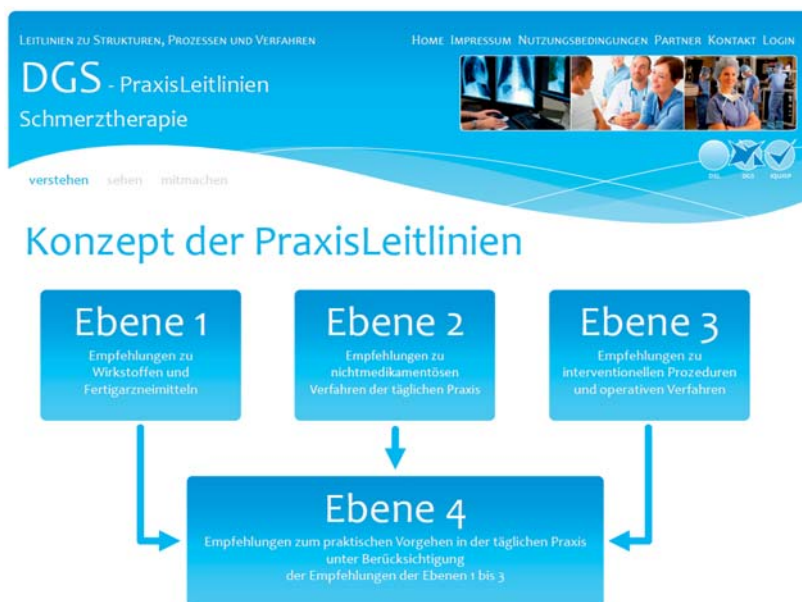 Leitlinien zu Strukturen, Prozessen und Verfahren
Home Impressum Nutzungsbedingungen Partner Kontakt Login
DGS - PraxisLeitlinien
Schmerztherapie
DSL DGS EQUSIP
verstehen sehen mitmachen
Konzept der PraxisLeitlinien
Ebene 1
Empfehlungen zu
Wirkstoffen und
Fertigarzneimitteln
Ebene 2
Empfehlungen zu
nichtmedikamentösen
Verfahren der täglichen Praxis
Ebene 3
Empfehlungen zu
interventionellen Prozeduren
und operativen Verfahren
Ebene 4
Empfehlungen zum praktischen Vorgehen in der täglichen Praxis
unter Berücksichtigung
der Empfehlungen der Ebenen 1 bis 3